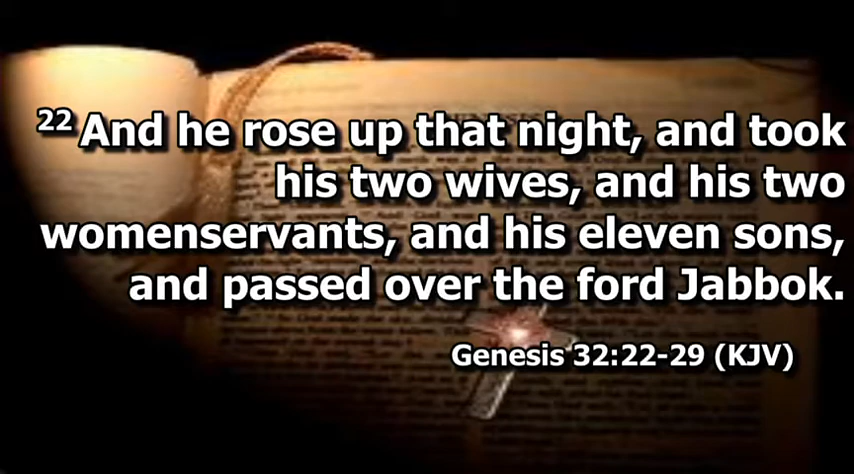 22 And he rose up that night, and took
his two wives, and his two
womenservants, and his eleven sons,
and passed over the ford Jabbok.
Genesis 32:22-29 (KJV)